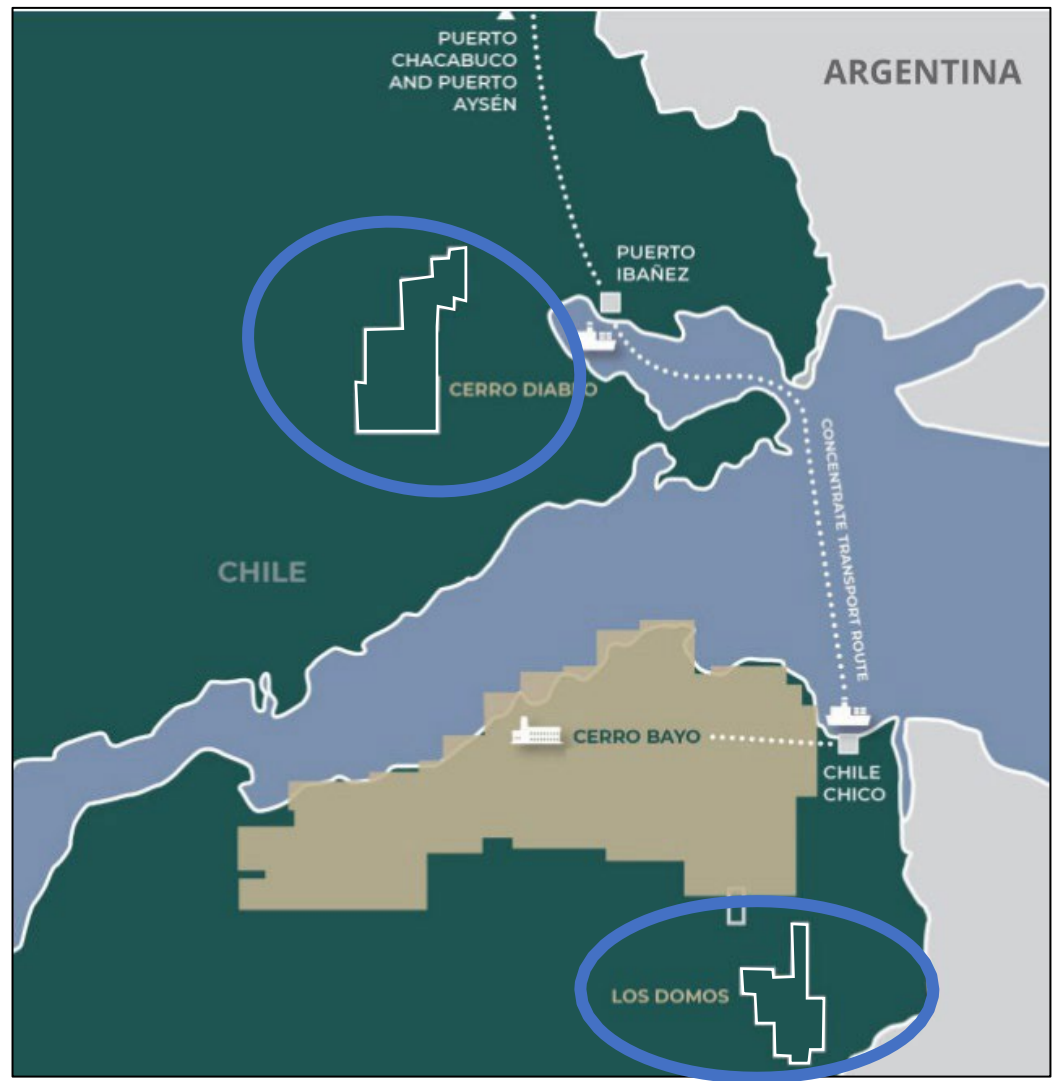 PUERTO
CHACABUCO
AND PUERTO
AYSÉN
ARGENTINA
PUERTO
IBAÑEZ
CERRO DIABLO
CONCENTRATE TRANSPORT ROUTE
CHILE
CERRO BAYO
CHILE
CHICO
LOS DOMOS